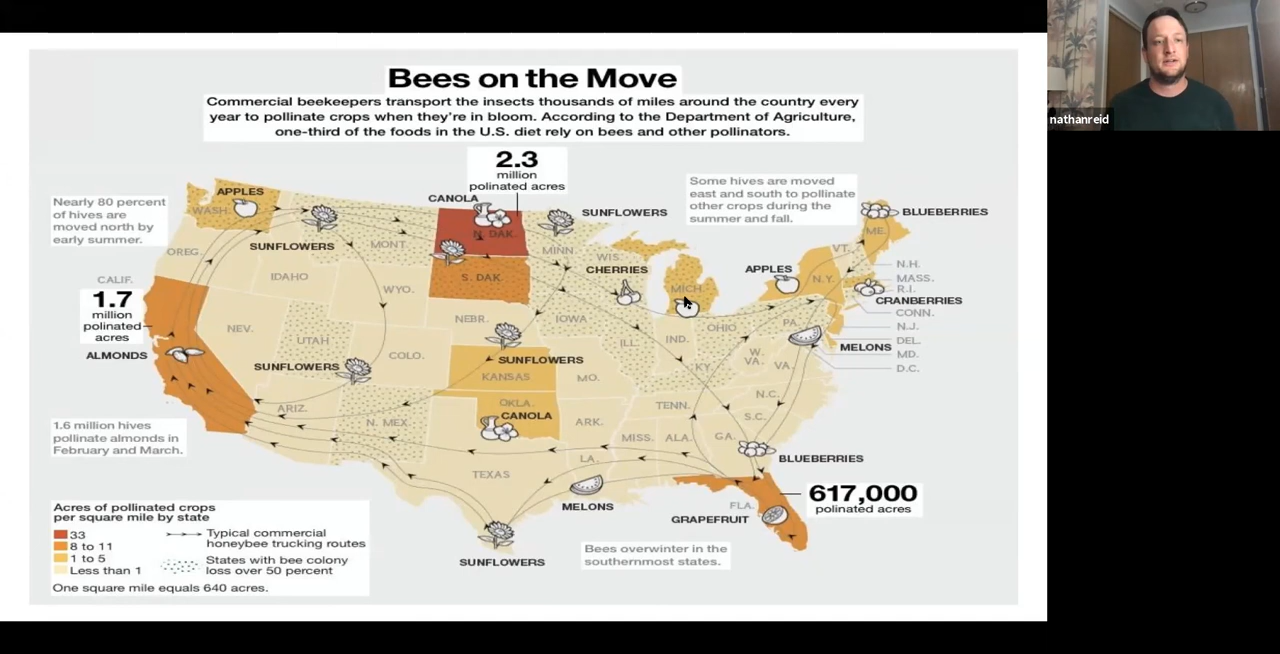 Bees on the Move
Commercial beekeepers transport the insects thousands of miles around the country every
year to pollinate crops when they're in bloom. According to the Department of Agriculture,
one-third of the foods in the U.S. diet rely on bees and other pollinators.
nathanreid
2.3
million
polinated acres
Nearly 80 percent
of hives are
moved north by
early summer.
Some hives are moved
east and south to pollinate
other crops during the
summer and fall.
APPLES
WASH.
CANOLA
N. DAK.
SUNFLOWERS
BLUEBERRIES
ME.
OREG.
SUNFLOWERS
MONT.
MINN.
WIS.
VT.
CHERRIES
APPLES
N.H.
CALIF.
IDAHO
S. DAK.
MICH.
N.Y.
MASS.
R.I.
CRANBERRIES
CONN.
1.7
million
polinated
acres
WYO.
NEBR.
IOWA
OHIO
PA.
N.J.
NEV.
UTAH
ILL.
IND.
DEL.
MELONS
MD.
ALMONDS
COLO.
SUNFLOWERS
W.
VA.
VA.
D.C.
SUNFLOWERS
KANSAS
MO.
KY.
ARIZ.
OKLA.
CANOLA
TENN.
N.C.
1.6 million hives
pollinate almonds in
February and March.
N. MEX.
ARK.
S.C.
MISS.
ALA.
GA.
LA.
BLUEBERRIES
TEXAS
617,000
polinated acres
MELONS
FLA.
GRAPEFRUIT
SUNFLOWERS
Bees overwinter in the
southernmost states.
Acres of pollinated crops
per square mile by state
33
8 to 11
1 to 5
Less than 1
Typical commercial
honeybee trucking routes
States with bee colony
loss over 50 percent
One square mile equals 640 acres.